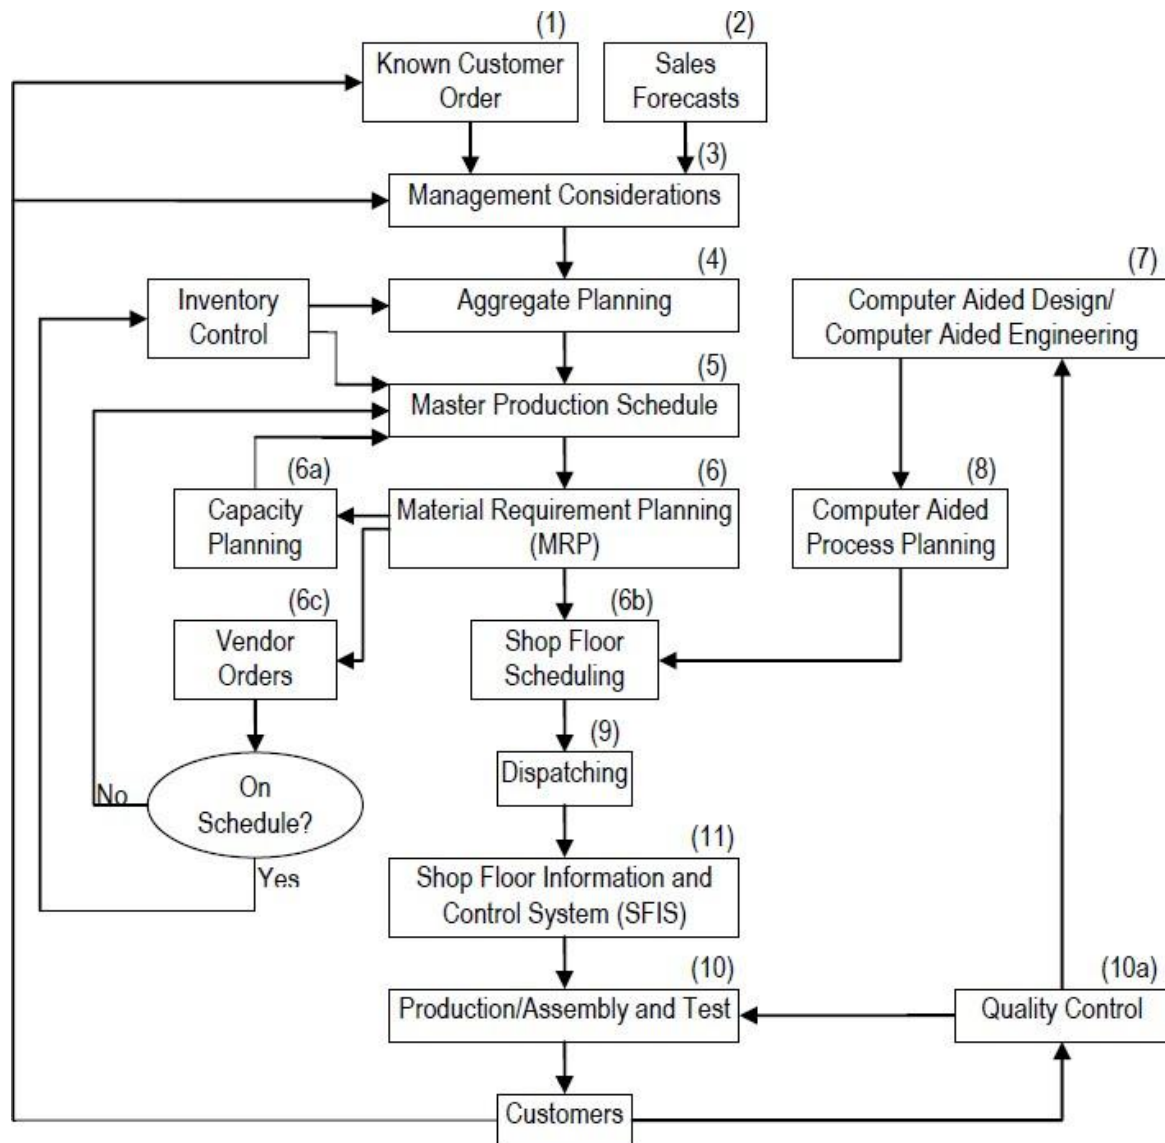 (1)
Known Customer
Order
(2)
Sales
Forecasts
(3)
Management Considerations
(4)
Aggregate Planning
Inventory
Control
(7)
Computer Aided Design/
Computer Aided Engineering
(5)
Master Production Schedule
(6a)
Capacity
Planning
(6)
Material Requirement Planning
(MRP)
(8)
Computer Aided
Process Planning
(6c)
Vendor
Orders
(6b)
Shop Floor
Scheduling
(9)
Dispatching
On
Schedule?
No
Yes
(11)
Shop Floor Information and
Control System (SFIS)
(10)
Production/Assembly and Test
(10a)
Quality Control
Customers